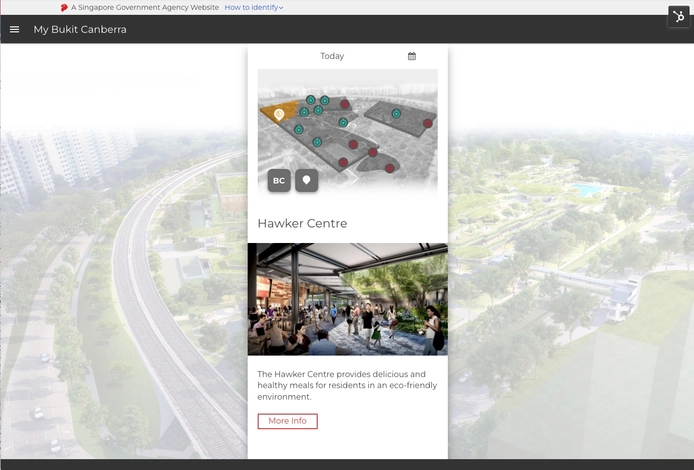 A Singapore Government Agency Website How to identify
My Bukit Canberra
Today
BC
Hawker Centre
The Hawker Centre provides delicious and
healthy meals for residents in an eco-friendly
environment.
More Info